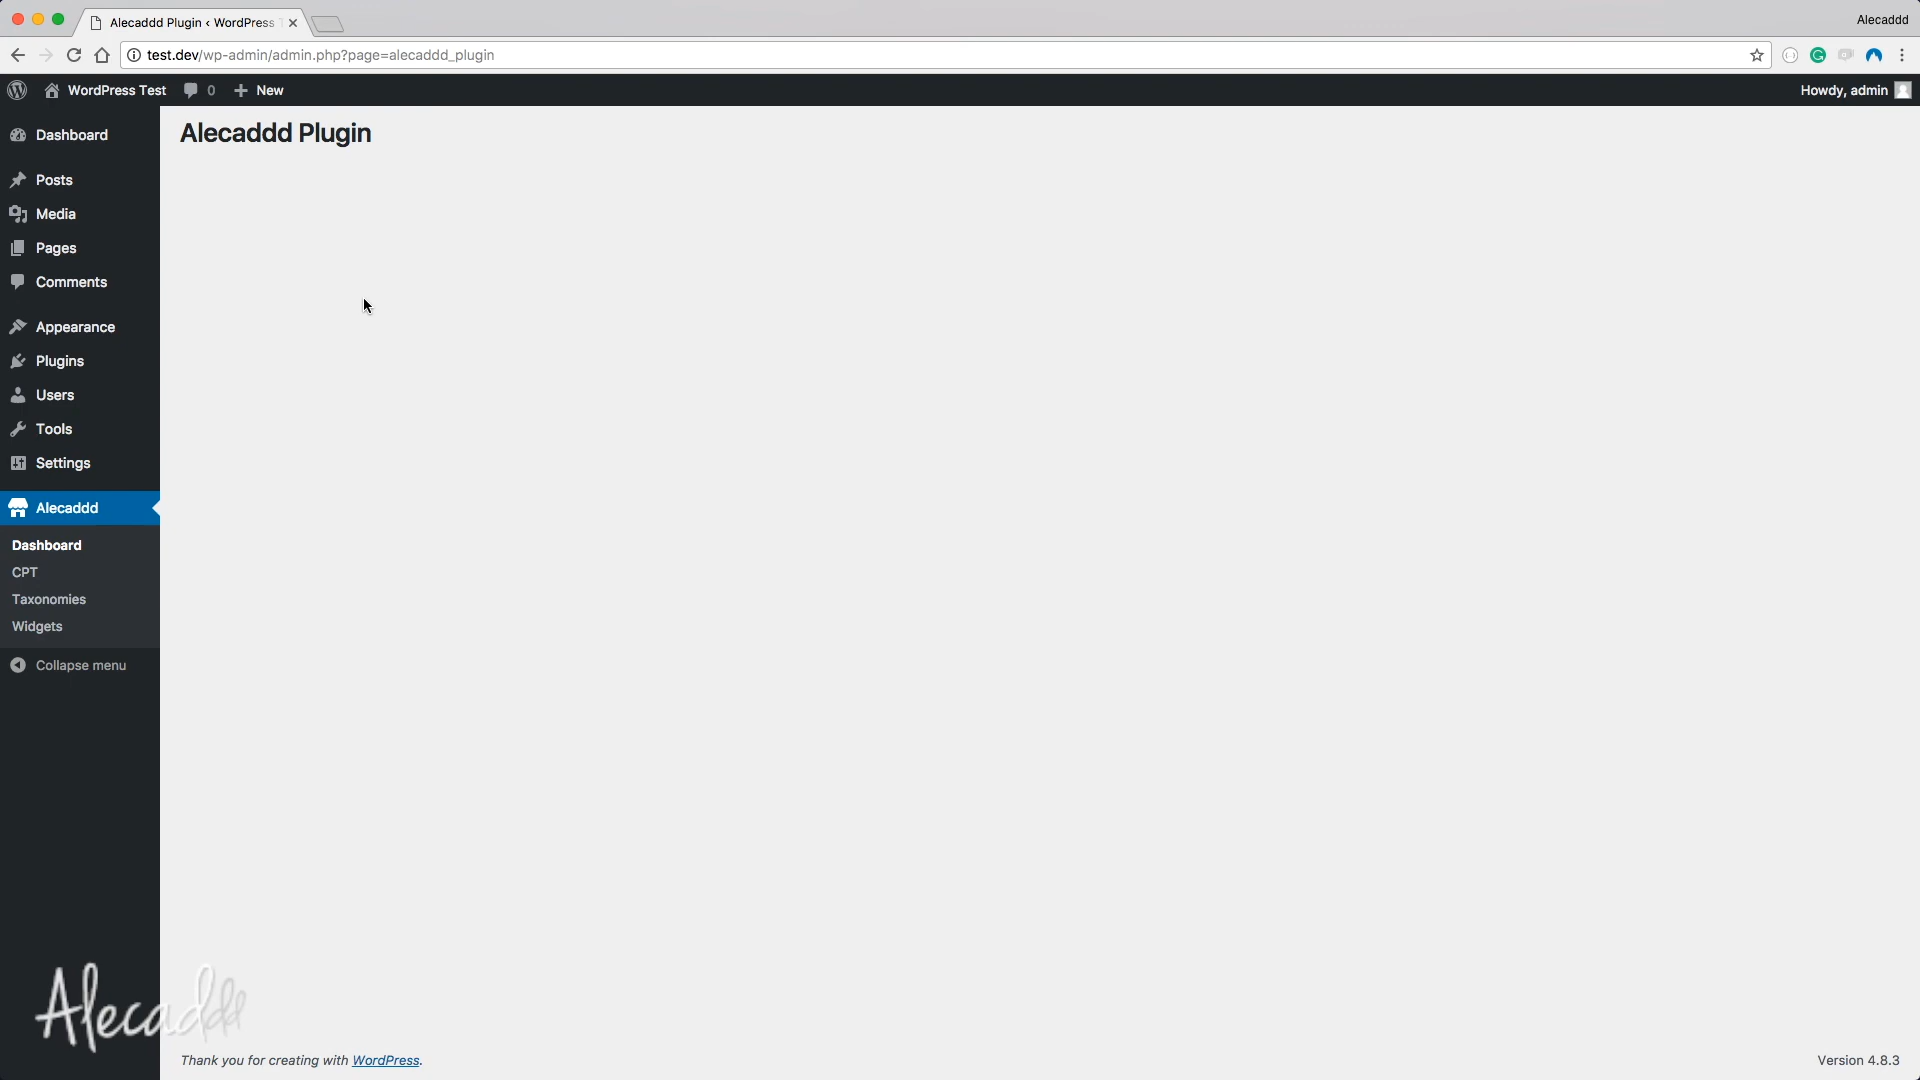 Alecaddd Plugin ‹ WordPress
Alecaddd
test.dev/wp-admin/admin.php?page=alecaddd_plugin
WordPress Test
0
New
Howdy, admin
Dashboard
Posts
Media
Pages
Comments
Appearance
Plugins
Users
Tools
Settings
Alecaddd
Dashboard
CPT
Taxonomies
Widgets
Collapse menu
Alecaddd Plugin
Alecaddd
Thank you for creating with WordPress.
Version 4.8.3